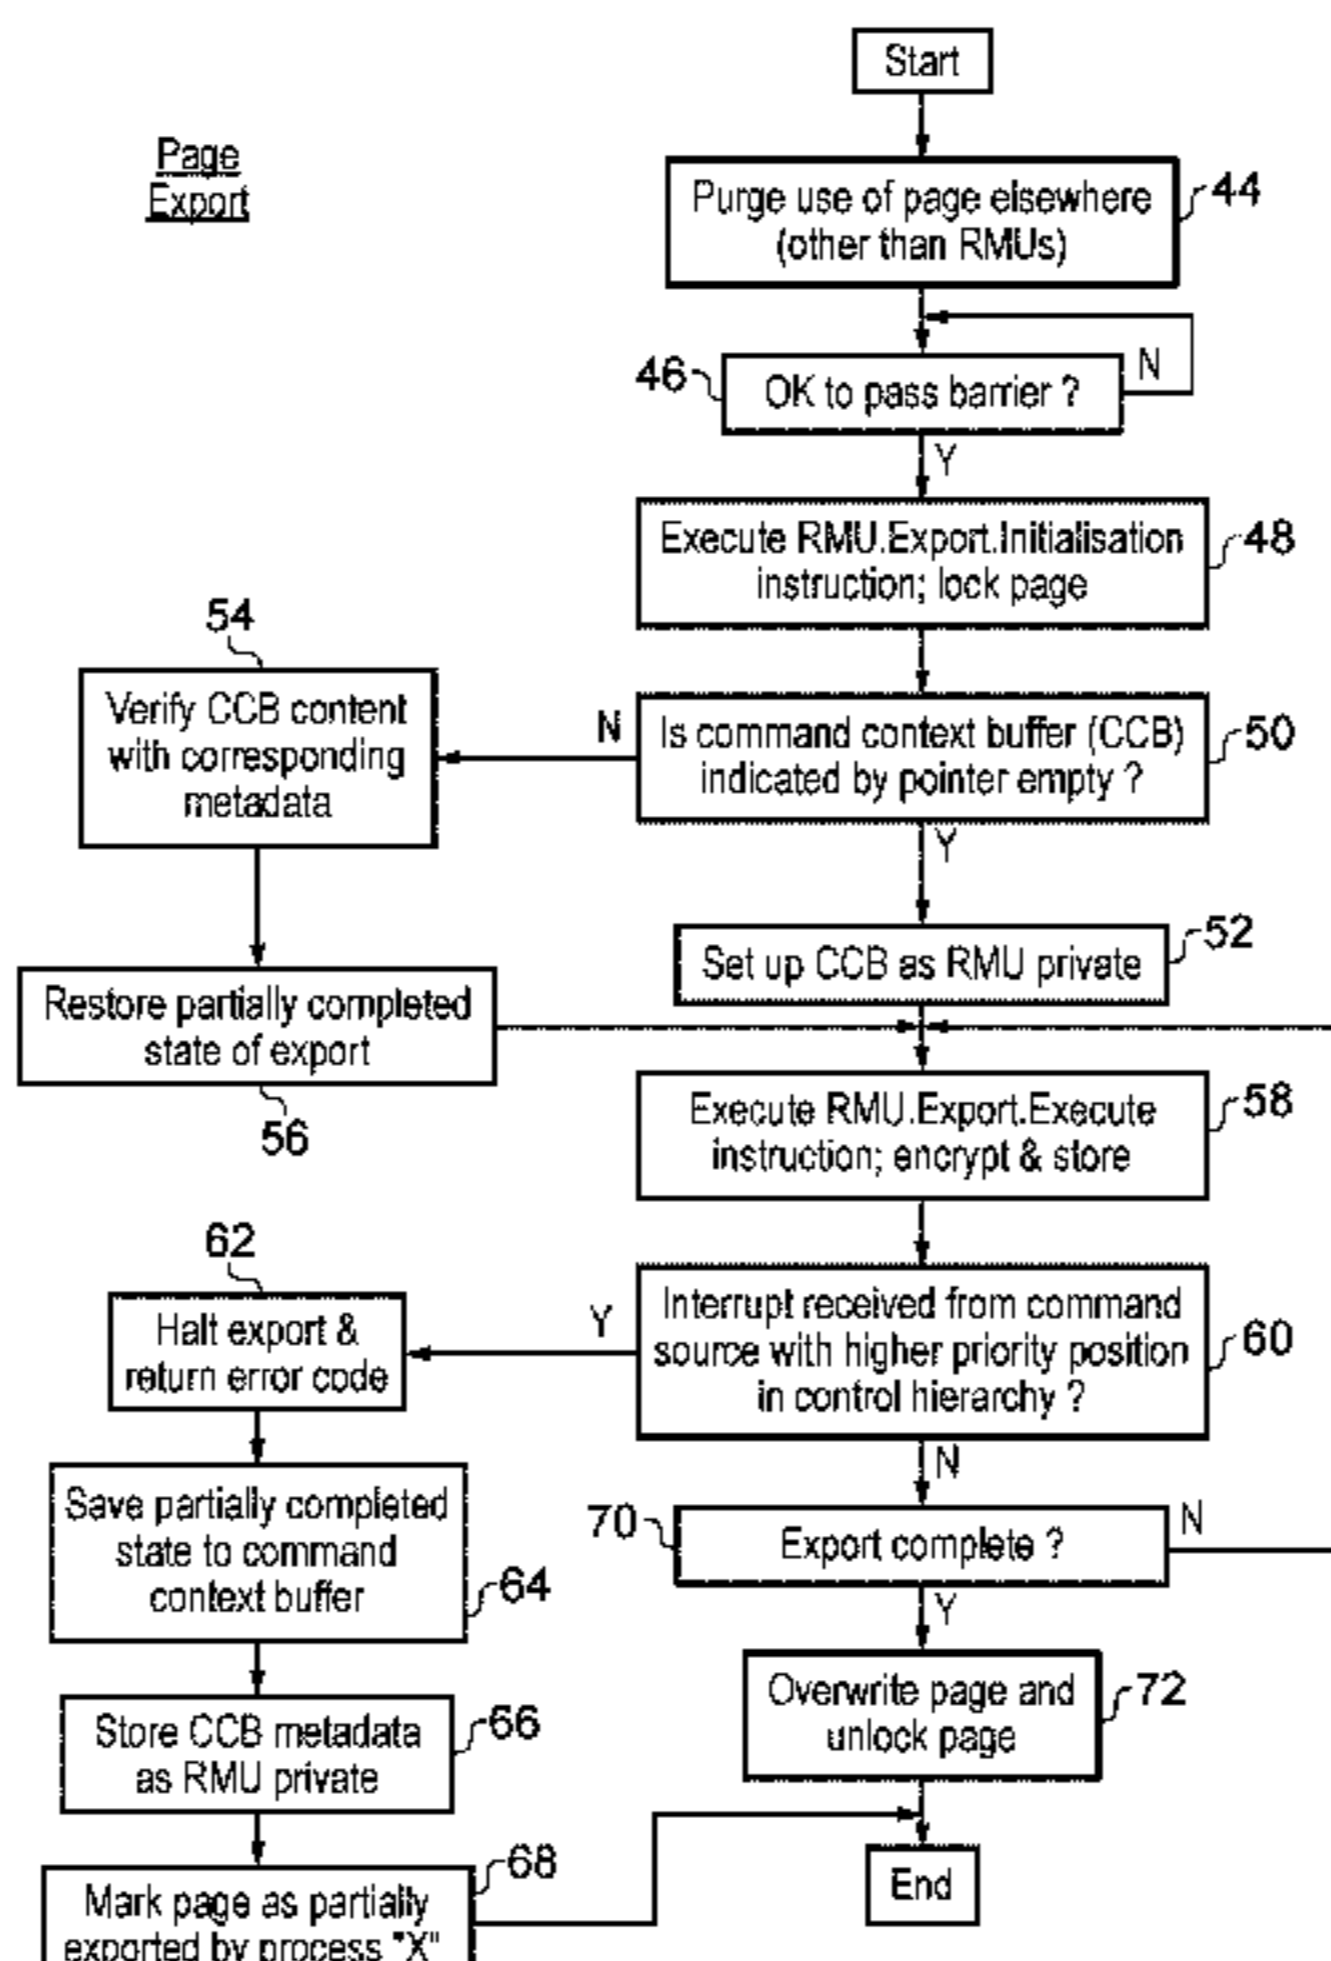 Start
Page
Export
Purge use of page elsewhere
(other than RMUs)
44
46
OK to pass barrier ?
N
Y
Execute RMU.Export.Initialisation
instruction; lock page
48
54
Verify CCB content
with corresponding
metadata
N
Is command context buffer (CCB)
indicated by pointer empty ?
50
Y
Set up CCB as RMU private
52
Restore partially completed
state of export
56
Execute RMU.Export.Execute
instruction; encrypt & store
58
62
Halt export &
return error code
Y
Interrupt received from command
source with higher priority position
in control hierarchy ?
60
N
Save partially completed
state to command
context buffer
64
70
Export complete ?
N
Y
Store CCB metadata
as RMU private
66
Overwrite page and
unlock page
72
Mark page as partially
exported by process "X"
68
End